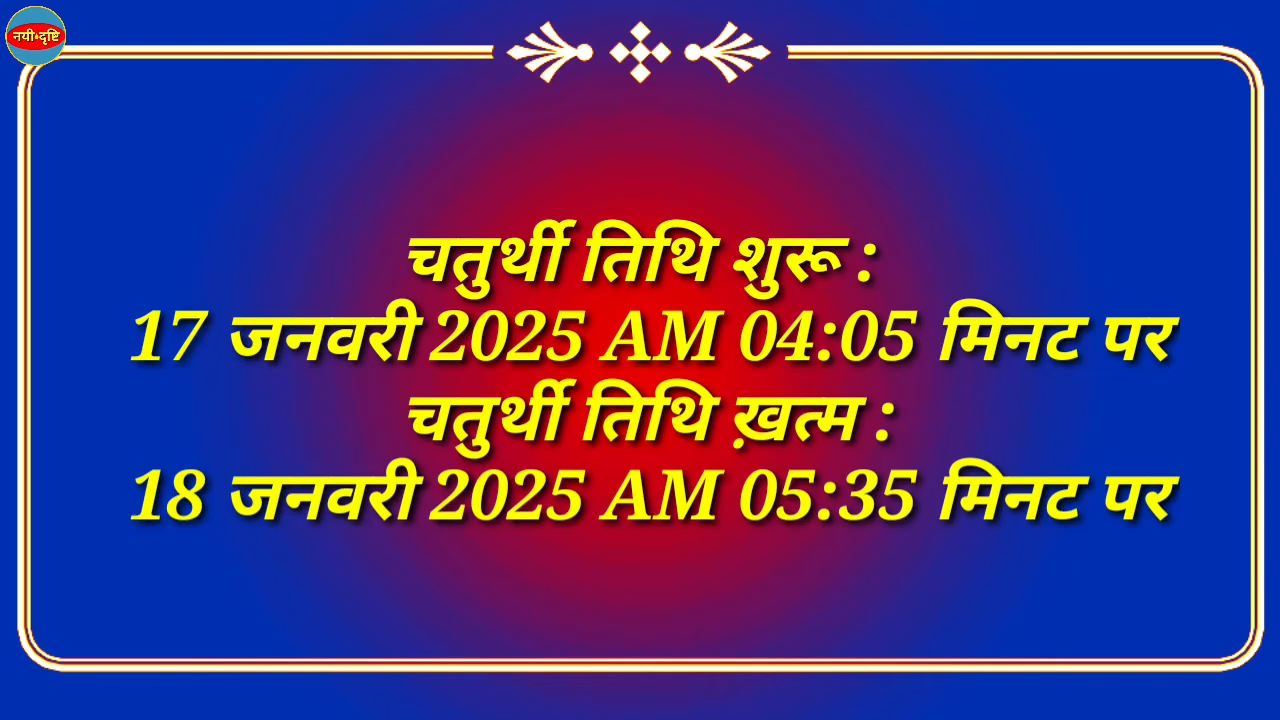 नयी•दृष्टि
चतुर्थी तिथि शुरू :
17 जनवरी 2025 AM 04:05 मिनट पर
चतुर्थी तिथि ख़त्म :
18 जनवरी 2025 AM 05:35 मिनट पर